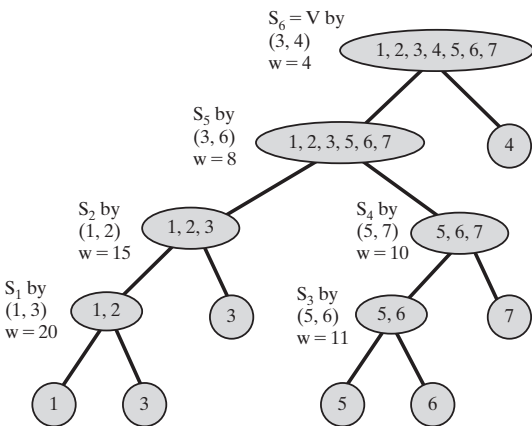 S₆ = V by
(3, 4)
w = 4
1, 2, 3, 4, 5, 6, 7
S₅ by
(3, 6)
w = 8
1, 2, 3, 5, 6, 7
4
S₂ by
(1, 2)
w = 15
1, 2, 3
S₄ by
(5, 7)
w = 10
5, 6, 7
S₁ by
(1, 3)
w = 20
1, 2
3
S₃ by
(5, 6)
w = 11
5, 6
7
1
3
5
6